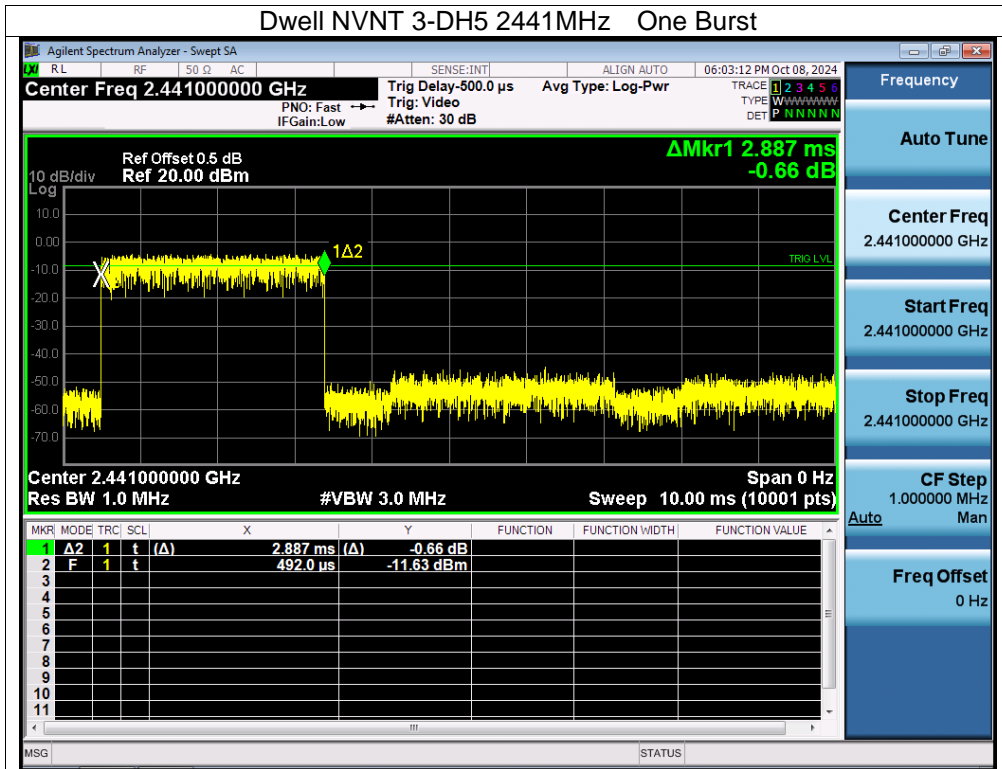 Dwell NVNT 3-DH5 2441MHz One Burst
Agilent Spectrum Analyzer - Swept SA
LXI RL RF 50 Ω AC SENSE:INT ALIGN AUTO 06:03:12 PM Oct 08, 2024
Center Freq 2.441000000 GHz
PNO: Fast
IFGain:Low
Trig Delay-500.0 µs
Trig: Video
#Atten: 30 dB
Avg Type: Log-Pwr
TRACE 1 2 3 4 5 6
TYPE WWWWWW
DET P N N N N N
Frequency
Auto Tune
Center Freq
2.441000000 GHz
Start Freq
2.441000000 GHz
Stop Freq
2.441000000 GHz
CF Step
1.000000 MHz
Auto Man
Freq Offset
0 Hz
ΔMkr1 2.887 ms
-0.66 dB
Ref Offset 0.5 dB
10 dB/div Ref 20.00 dBm
Log
10.0
0.00
-10.0
-20.0
-30.0
-40.0
-50.0
-60.0
-70.0
1Δ2
TRIG LVL
Center 2.441000000 GHz Span 0 Hz
Res BW 1.0 MHz #VBW 3.0 MHz Sweep 10.00 ms (10001 pts)
MKR MODE TRC SCL X Y FUNCTION FUNCTION WIDTH FUNCTION VALUE
1 Δ2 1 t (Δ) 2.887 ms (Δ) -0.66 dB
2 F 1 t 492.0 µs -11.63 dBm
3
4
5
6
7
8
9
10
11
MSG STATUS